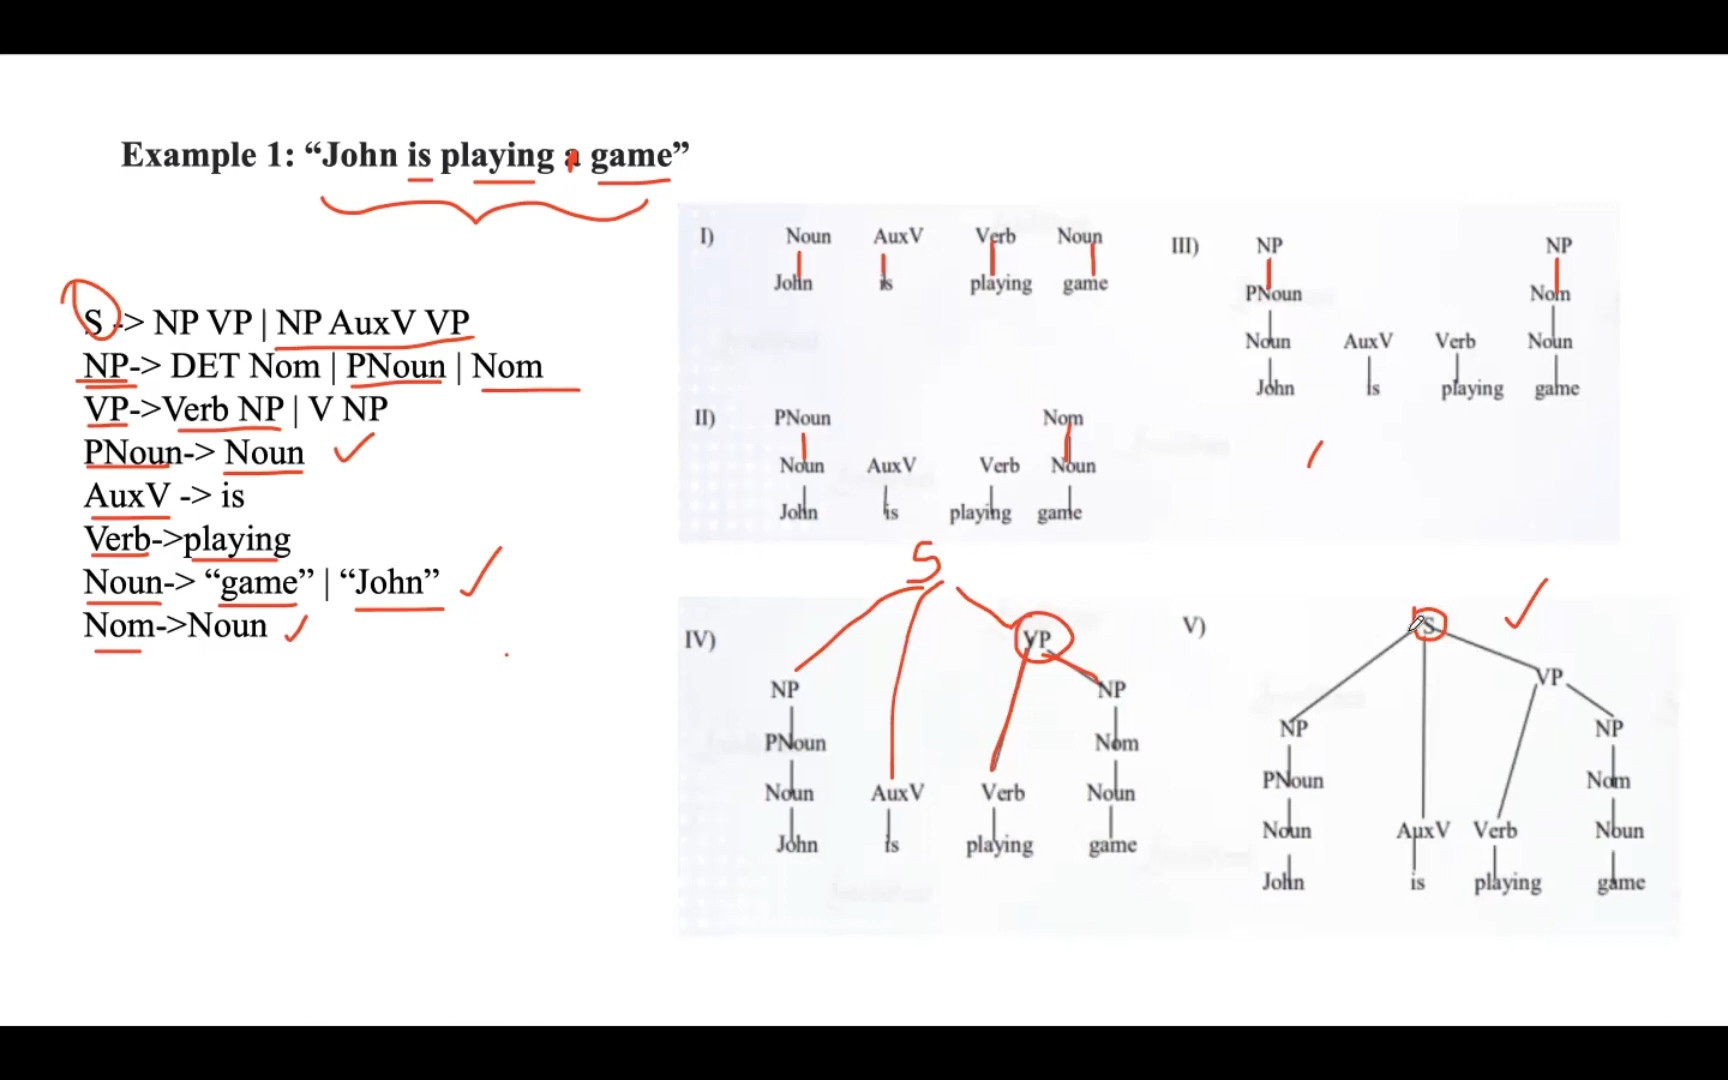 Example 1: “John is playing a game”
S -> NP VP | NP AuxV VP
NP-> DET Nom | PNoun | Nom
VP->Verb NP | V NP
PNoun-> Noun
AuxV -> is
Verb->playing
Noun-> “game” | “John”
Nom->Noun
I)
Noun AuxV Verb Noun
John is playing game
II)
PNoun Nom
Noun AuxV Verb Noun
John is playing game
III)
NP NP
PNoun Nom
Noun AuxV Verb Noun
John is playing game
S
IV)
VP
NP NP
PNoun Nom
Noun AuxV Verb Noun
John is playing game
V)
S
VP
NP NP
PNoun Nom
Noun AuxV Verb Noun
John is playing game